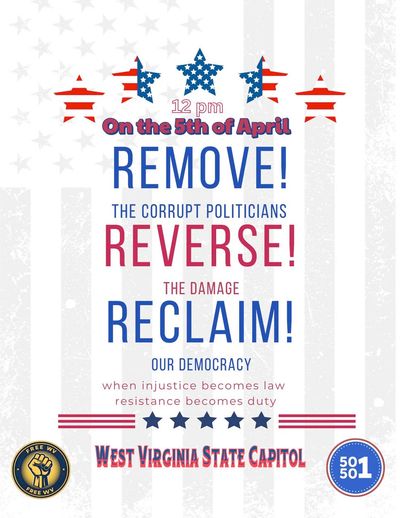 12 pm
On the 5th of April
REMOVE!
THE CORRUPT POLITICIANS
REVERSE!
THE DAMAGE
RECLAIM!
OUR DEMOCRACY
when injustice becomes law
resistance becomes duty
WEST VIRGINIA STATE CAPITOL
FREE WV
FREE WV
50
50
1